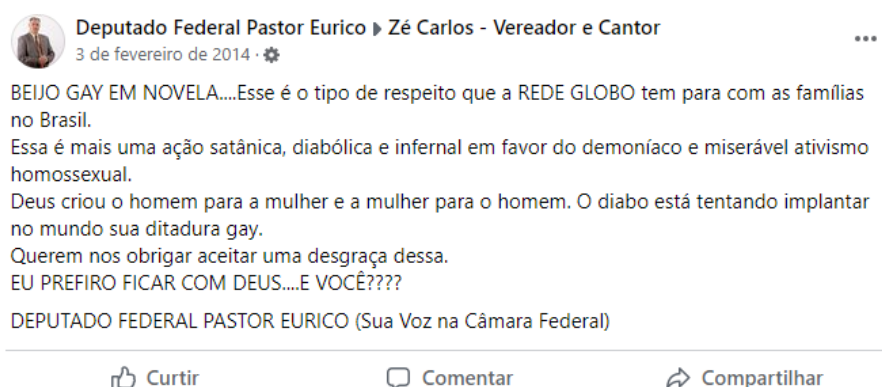 Deputado Federal Pastor Eurico ▸ Zé Carlos - Vereador e Cantor
3 de fevereiro de 2014 ·
BEIJO GAY EM NOVELA....Esse é o tipo de respeito que a REDE GLOBO tem para com as famílias
no Brasil.
Essa é mais uma ação satânica, diabólica e infernal em favor do demoníaco e miserável ativismo
homossexual.
Deus criou o homem para a mulher e a mulher para o homem. O diabo está tentando implantar
no mundo sua ditadura gay.
Querem nos obrigar aceitar uma desgraça dessa.
EU PREFIRO FICAR COM DEUS....E VOCÊ????
DEPUTADO FEDERAL PASTOR EURICO (Sua Voz na Câmara Federal)
Curtir Comentar Compartilhar